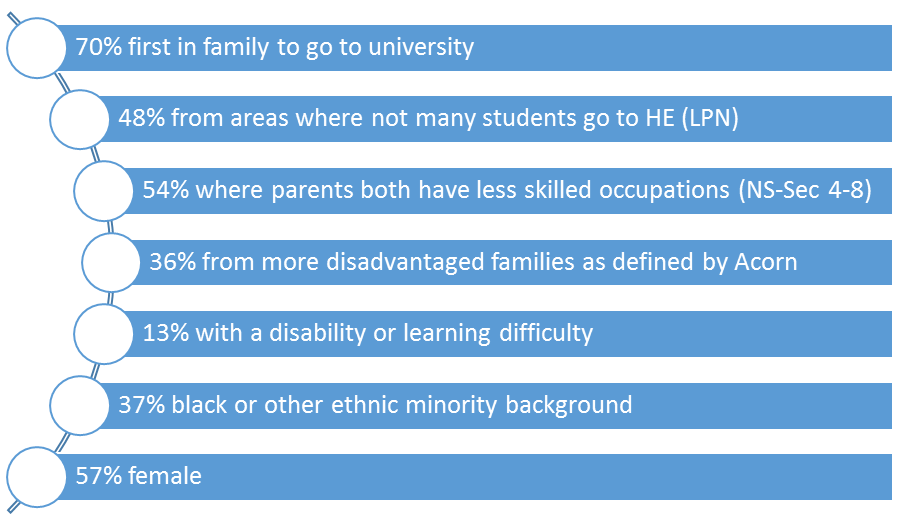 70% first in family to go to university
48% from areas where not many students go to HE (LPN)
54% where parents both have less skilled occupations (NS-Sec 4-8)
36% from more disadvantaged families as defined by Acorn
13% with a disability or learning difficulty
37% black or other ethnic minority background
57% female